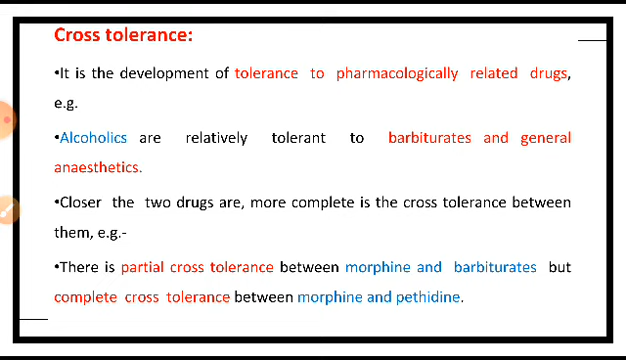 Cross tolerance:
•It is the development of tolerance to pharmacologically related drugs,
e.g.
•Alcoholics are relatively tolerant to barbiturates and general
anaesthetics.
•Closer the two drugs are, more complete is the cross tolerance between
them, e.g.-
•There is partial cross tolerance between morphine and barbiturates but
complete cross tolerance between morphine and pethidine.